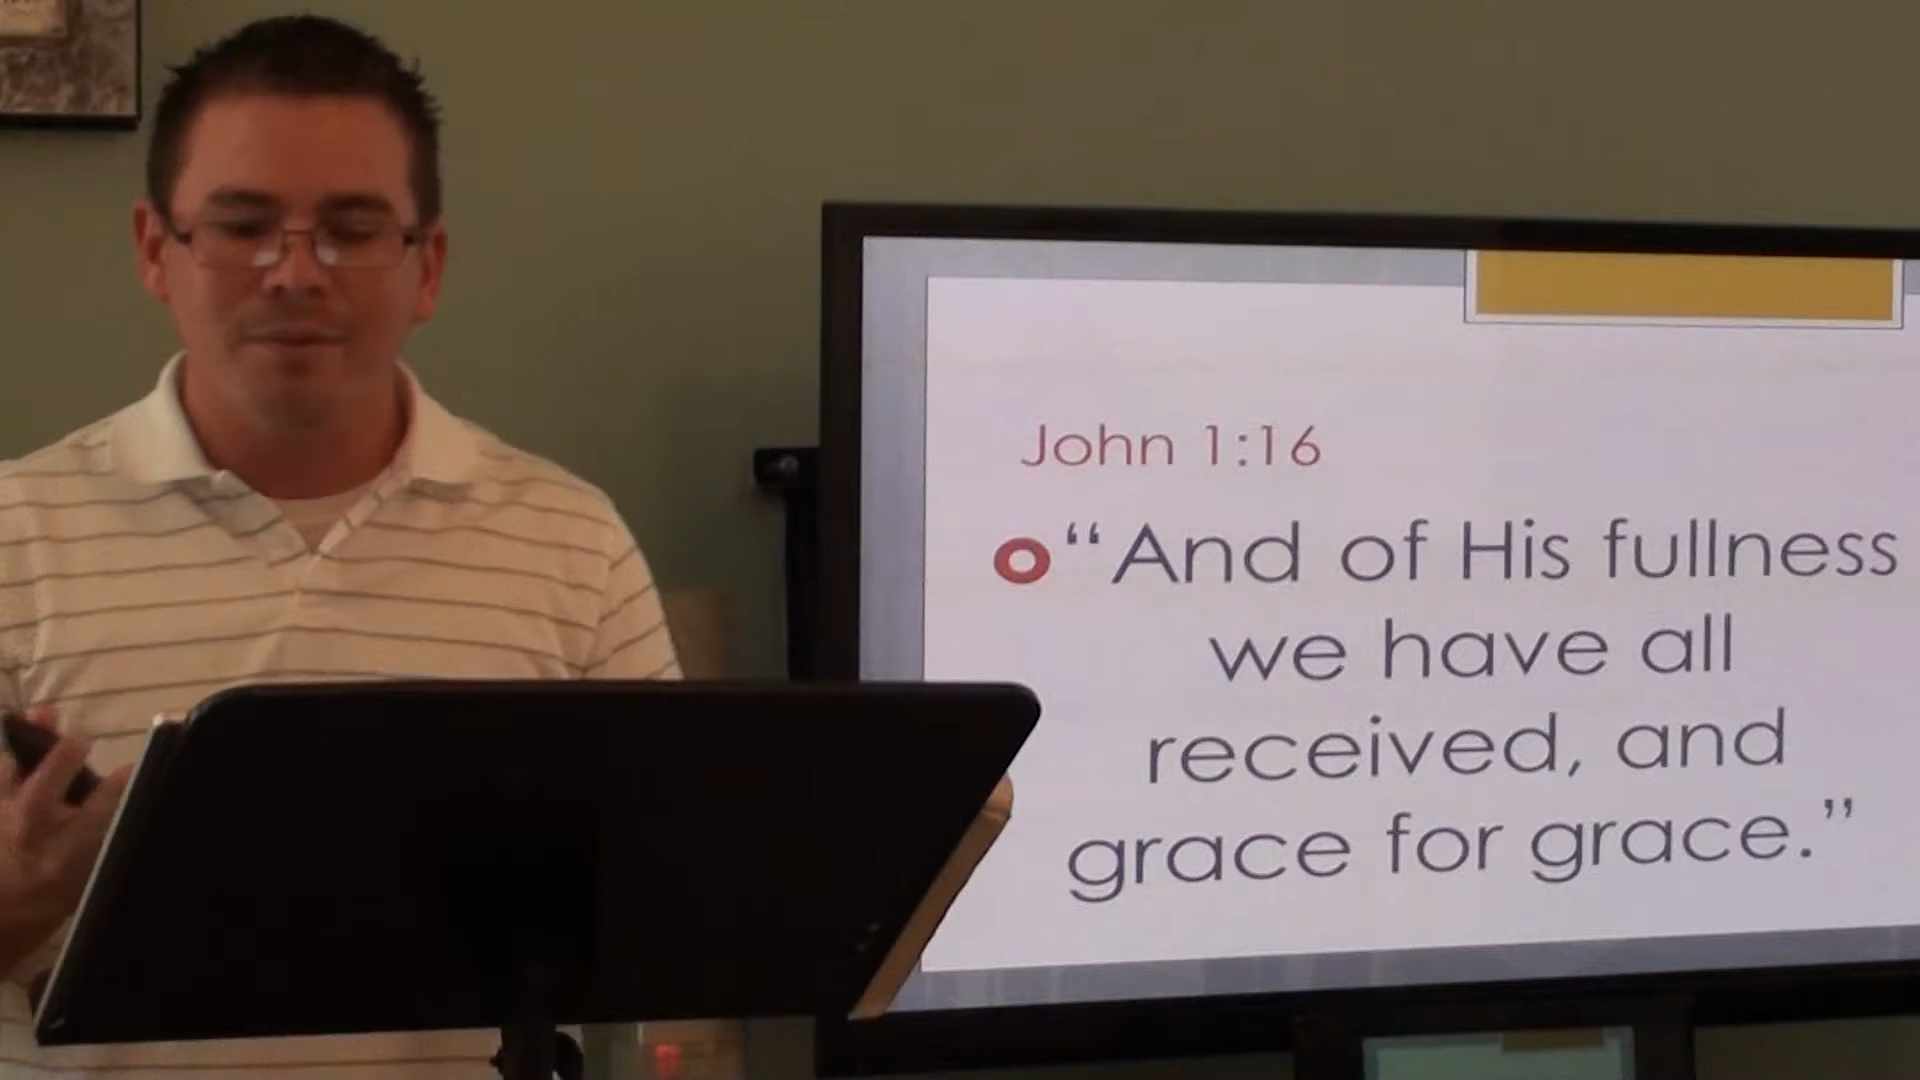 John 1:16
“And of His fullness
we have all
received, and
grace for grace.”